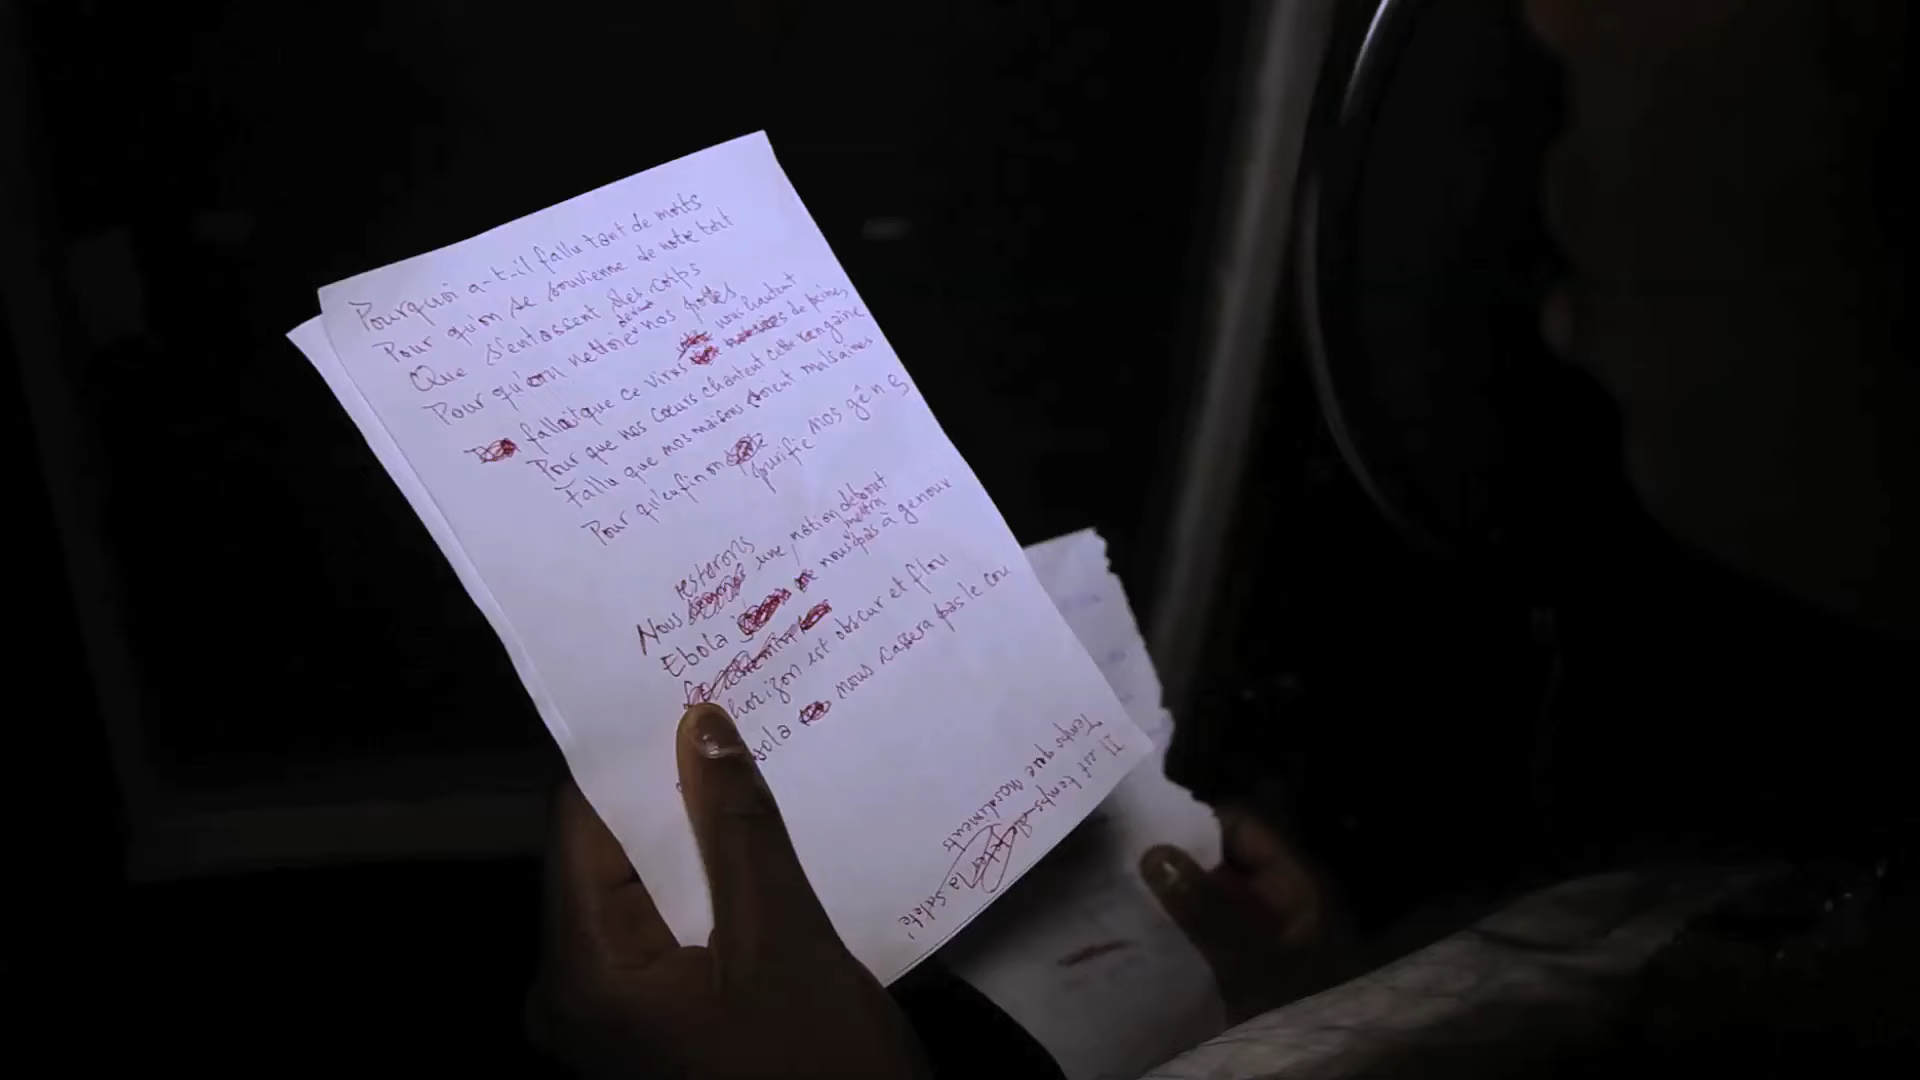 Pourquoi a-t-il fallu tant de morts
Pour qu'on se souvienne de notre tort
Que s'entassent des corps
Pour qu'on nettoie devant nos portes
fallait que ce virus
Pour que nos cœurs chantent cette rengaine
Fallu que nos maisons soient malsaines
Pour qu'enfin on purifie nos gênes
Nous resterons une nation debout
Ebola ne nous mettra pas à genoux
horizon est obscur et flou
nous cassera pas le cou
Il est temps la saleté
Temps que nos aliments